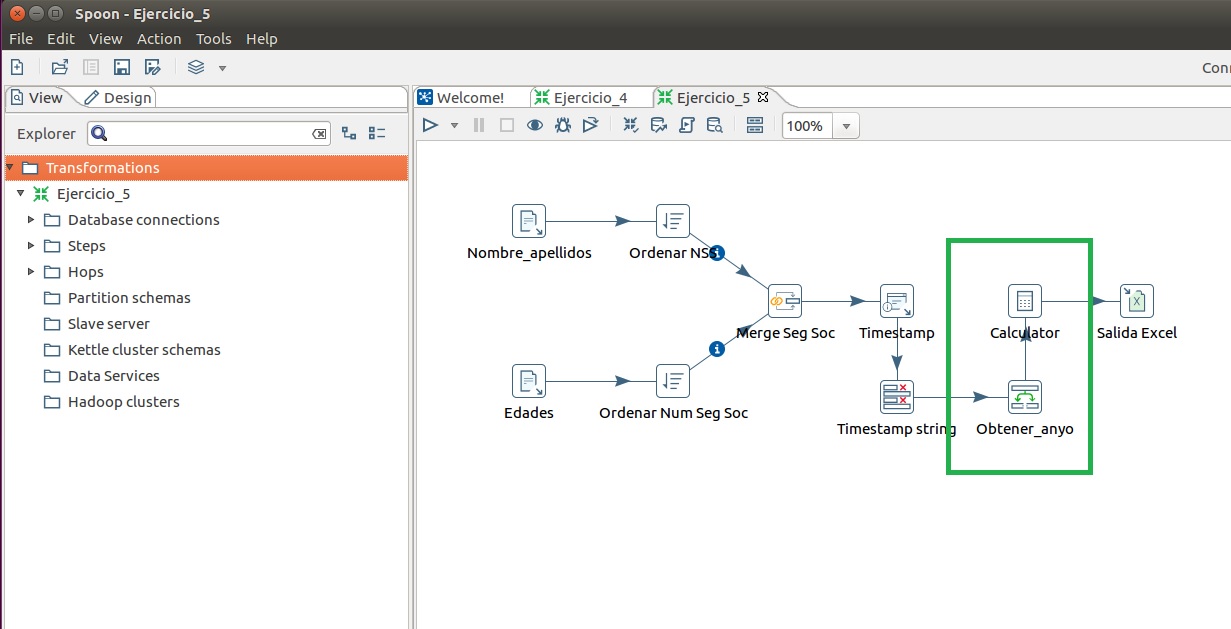 Spoon - Ejercicio_5
File Edit View Action Tools Help
Conn
View Design
Welcome! Ejercicio_4 Ejercicio_5
Explorer
100%
Transformations
Ejercicio_5
Database connections
Steps
Hops
Partition schemas
Slave server
Kettle cluster schemas
Data Services
Hadoop clusters
Nombre_apellidos
Ordenar NSS
Merge Seg Soc
Timestamp
Calculator
Salida Excel
Edades
Ordenar Num Seg Soc
Timestamp string
Obtener_anyo